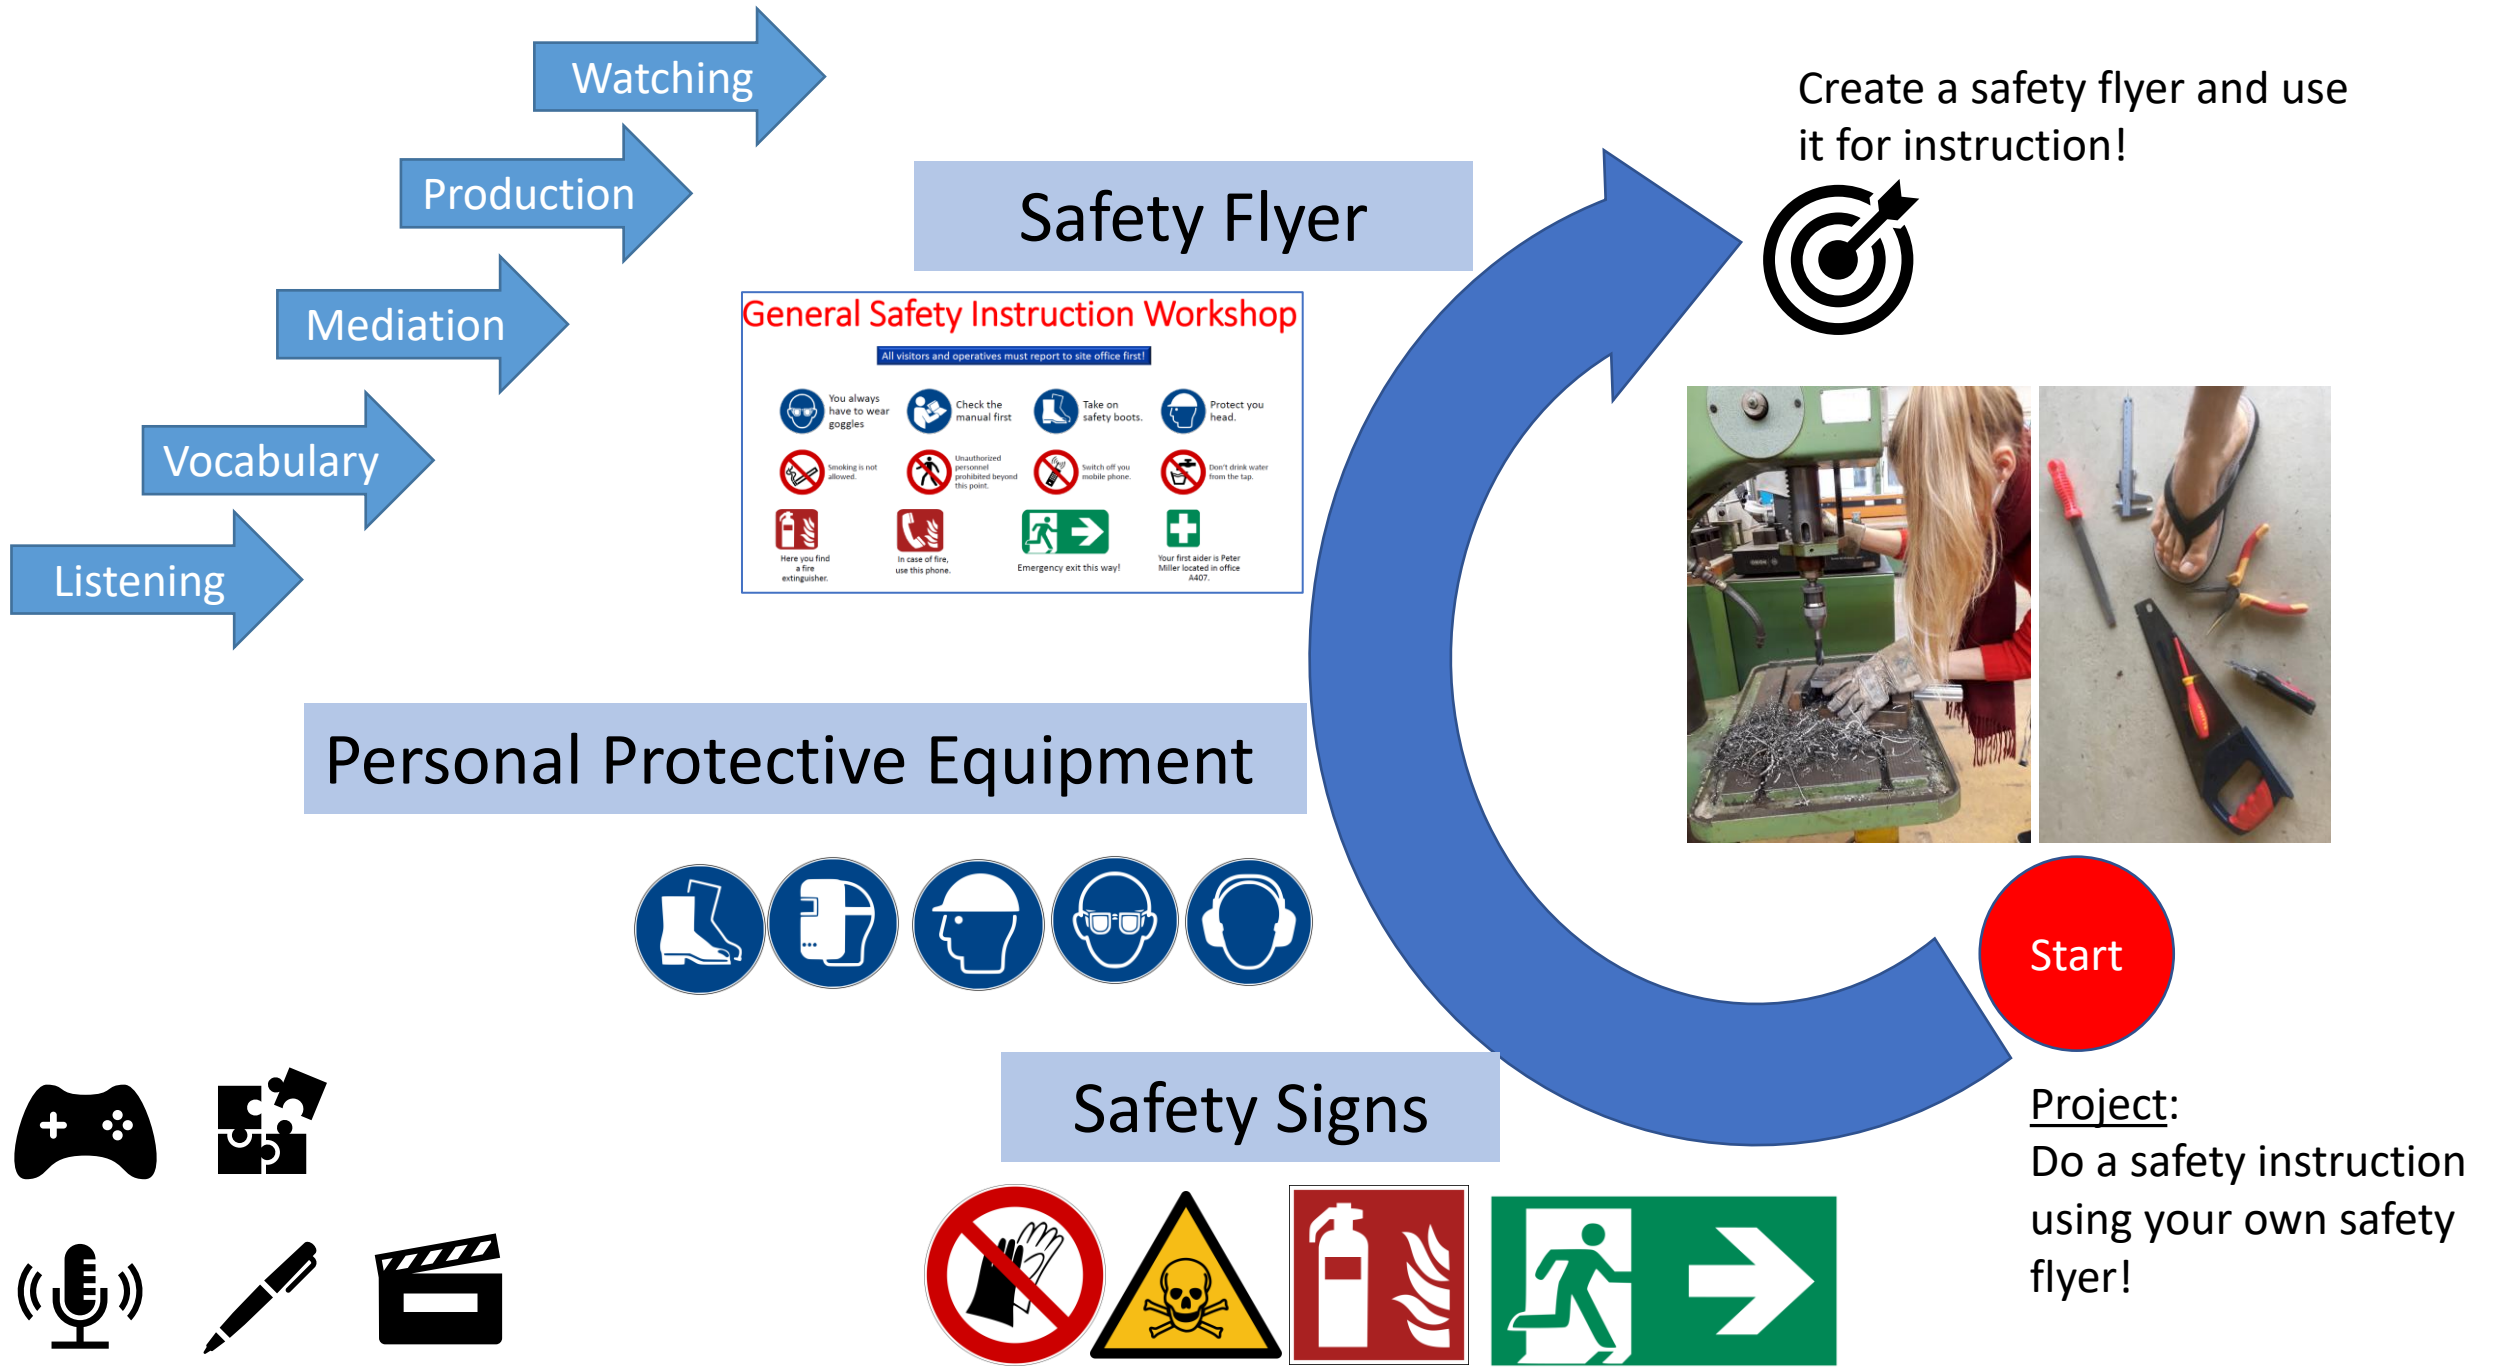 Watching
Production
Mediation
Vocabulary
Listening
Create a safety flyer and use
it for instruction!
Safety Flyer
General Safety Instruction Workshop
All visitors and operatives must report to site office first!
You always
have to wear
goggles
Check the
manual first
Take on
safety boots.
Protect you
head.
Smoking is not
allowed.
Unauthorized
personnel
prohibited beyond
this point.
Switch off you
mobile phone.
Don't drink water
from the tap.
Here you find
a fire
extinguisher.
In case of fire,
use this phone.
Emergency exit this way!
Your first aider is Peter
Miller located in office
A407.
Personal Protective Equipment
Safety Signs
Start
Project:
Do a safety instruction
using your own safety
flyer!